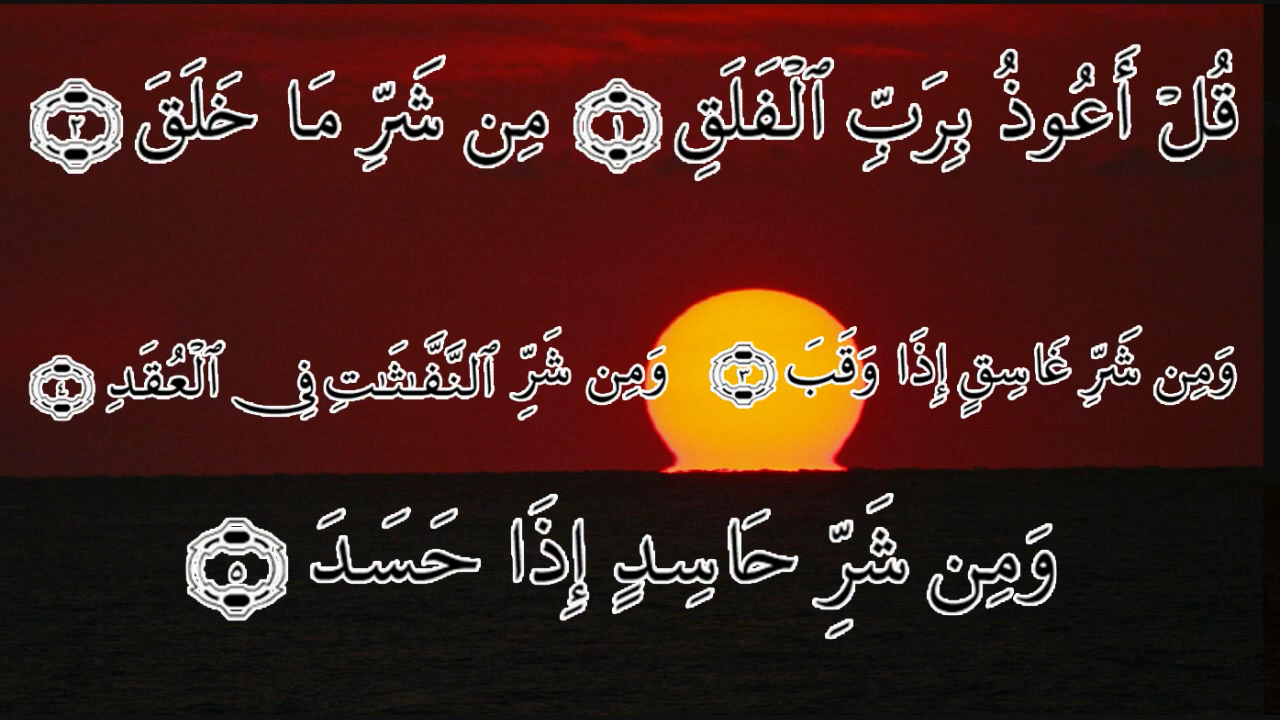 قُلۡ أَعُوذُ بِرَبِّ ٱلۡفَلَقِ ١ مِن شَرِّ مَا خَلَقَ ٢
وَمِن شَرِّ غَاسِقٍ إِذَا وَقَبَ ٣ وَمِن شَرِّ ٱلنَّفَّـٰثَـٰتِ فِي ٱلۡعُقَدِ ٤
وَمِن شَرِّ حَاسِدٍ إِذَا حَسَدَ ٥